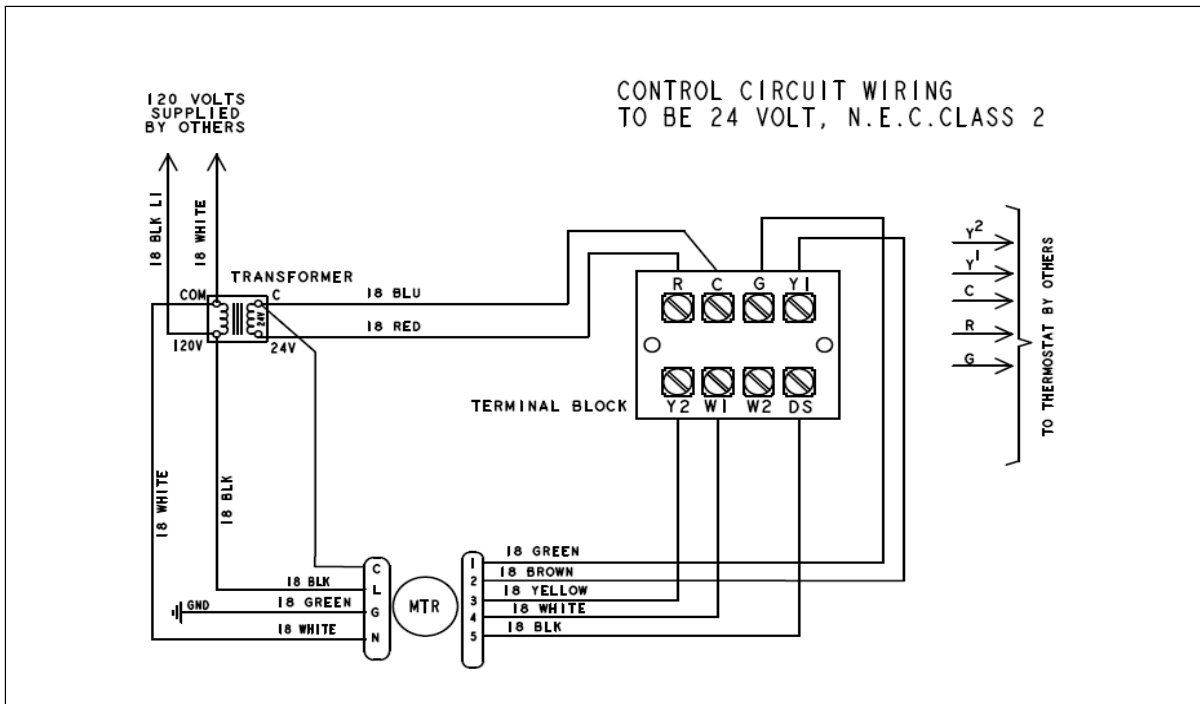 CONTROL CIRCUIT WIRING
TO BE 24 VOLT, N.E.C.CLASS 2
120 VOLTS
SUPPLIED
BY OTHERS
18 BLK L1
18 WHITE
TRANSFORMER
COM
C
24V
120V
24V
18 BLU
18 RED
R C G Y1
TERMINAL BLOCK
Y2 W1 W2 DS
Y2
Y1
C
R
G
TO THERMOSTAT BY OTHERS
18 WHITE
18 BLK
C
18 BLK L
GND 18 GREEN G
18 WHITE N
MTR
1 18 GREEN
2 18 BROWN
3 18 YELLOW
4 18 WHITE
5 18 BLK